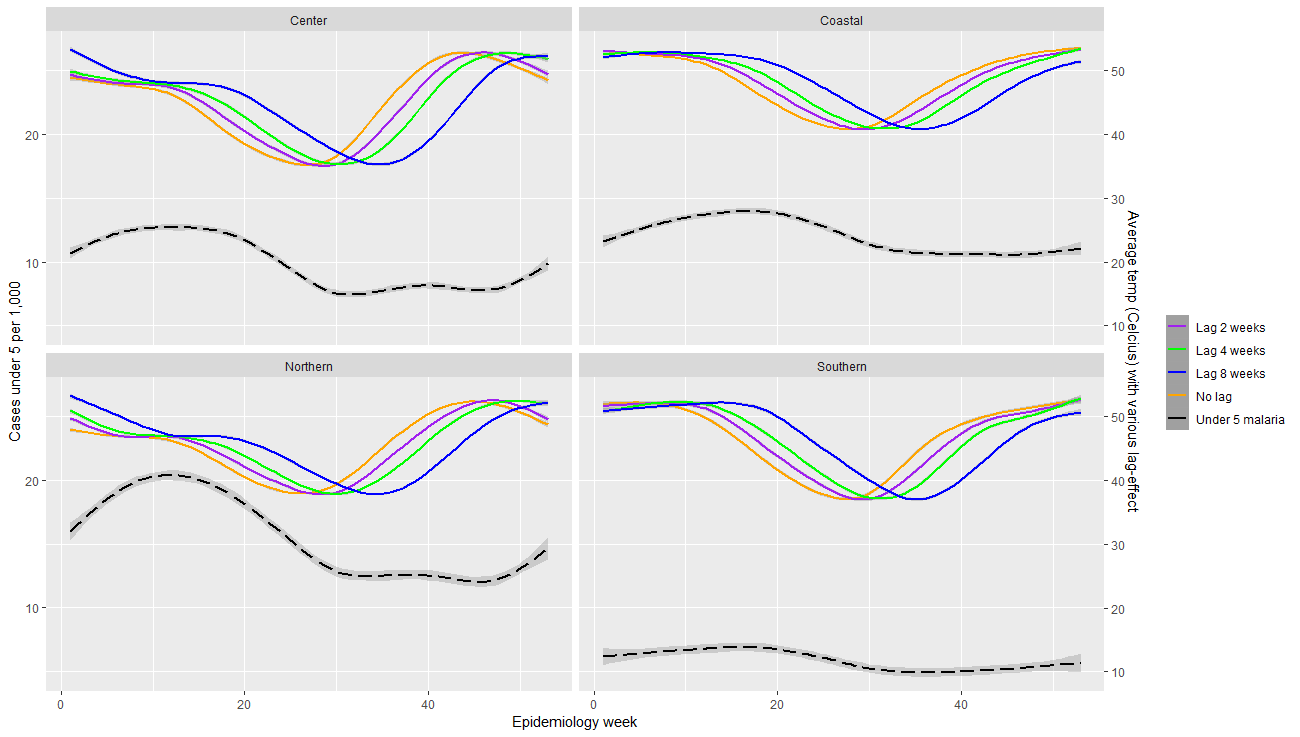 Center
Coastal
20
10
50
40
30
20
10
Northern
Southern
20
10
50
40
30
20
10
0
20
40
0
20
40
Epidemiology week
Cases under 5 per 1,000
Average temp (Celcius) with various lag-effect
Lag 2 weeks
Lag 4 weeks
Lag 8 weeks
No lag
Under 5 malaria